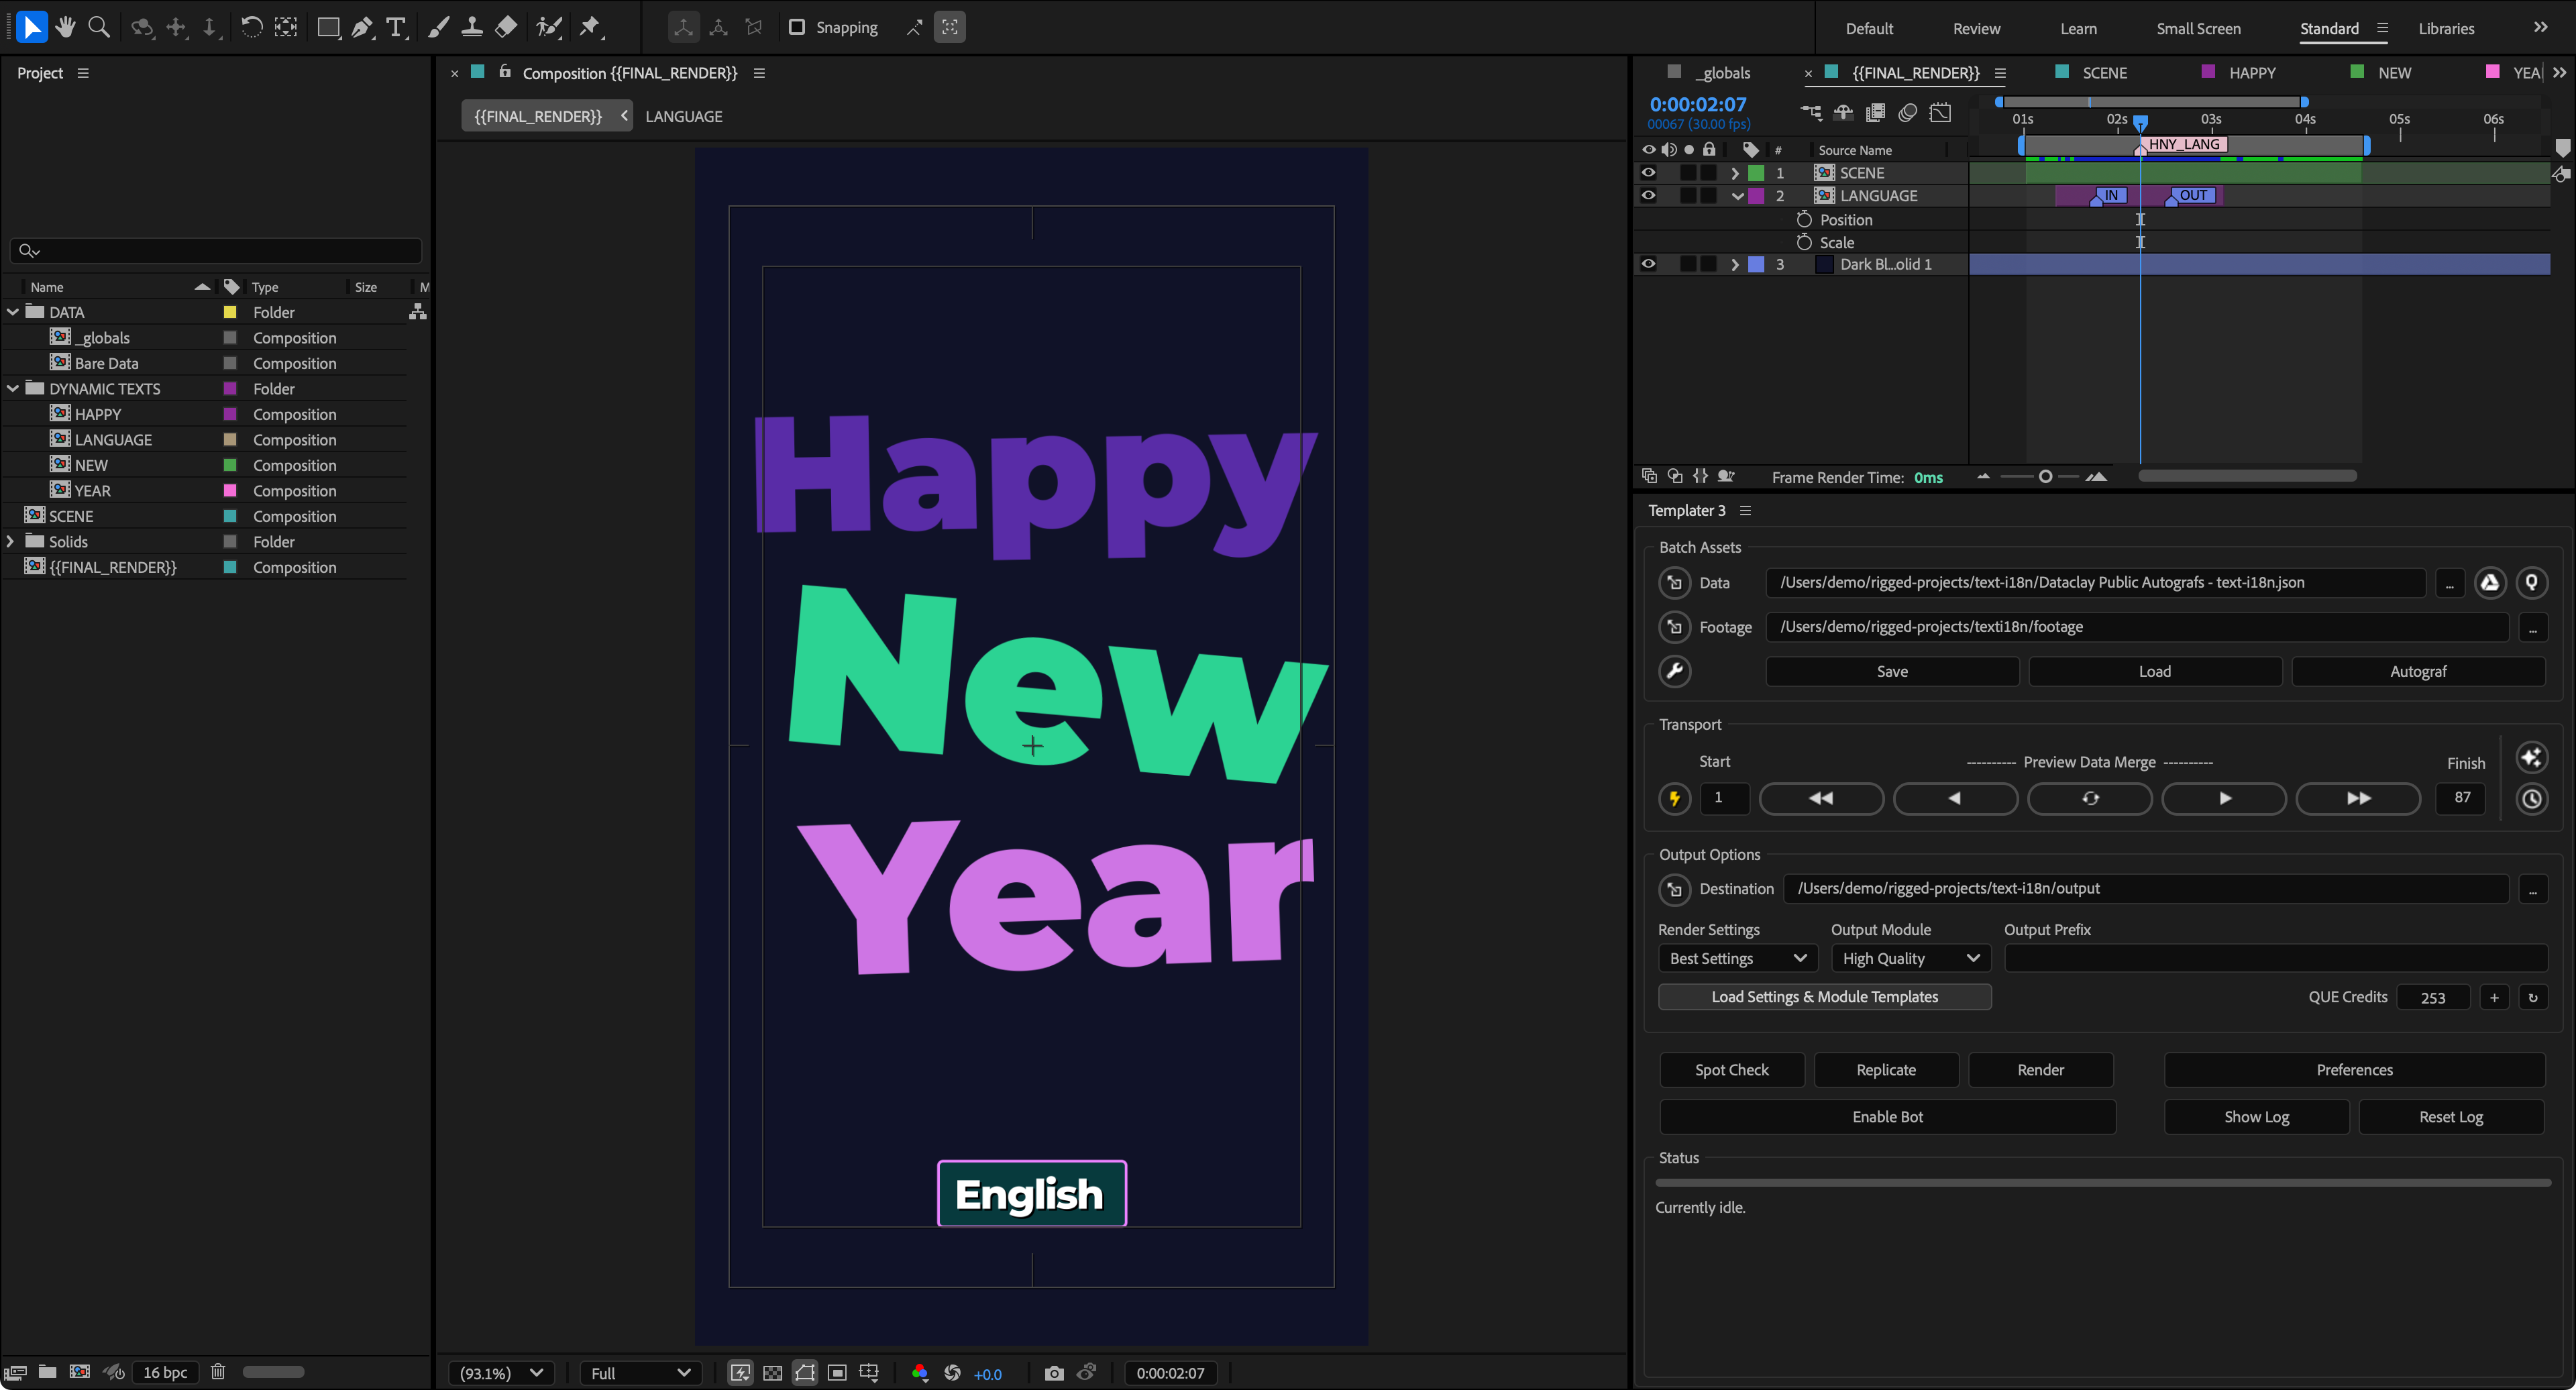 Snapping
Default
Review
Learn
Small Screen
Standard
Libraries
Project
Name
Type
Size
M
DATA
Folder
_globals
Composition
Bare Data
Composition
DYNAMIC TEXTS
Folder
HAPPY
Composition
LANGUAGE
Composition
NEW
Composition
YEAR
Composition
SCENE
Composition
Solids
Folder
{{FINAL_RENDER}}
Composition
16 bpc
Composition {{FINAL_RENDER}}
{{FINAL_RENDER}}
LANGUAGE
Happy
New
Year
English
(93.1%)
Full
+0.0
0:00:02:07
_globals
{{FINAL_RENDER}}
SCENE
HAPPY
NEW
YEA
0:00:02:07
00067 (30.00 fps)
01s
02s
03s
04s
05s
06s
# Source Name
HNY_LANG
1 SCENE
2 LANGUAGE
IN
OUT
Position
Scale
3 Dark Bl...olid 1
Frame Render Time: 0ms
Templater 3
Batch Assets
Data
/Users/demo/rigged-projects/text-i18n/Dataclay Public Autografs - text-i18n.json
...
Footage
/Users/demo/rigged-projects/texti18n/footage
...
Save
Load
Autograf
Transport
Start
---------- Preview Data Merge ----------
Finish
1
87
Output Options
Destination
/Users/demo/rigged-projects/text-i18n/output
...
Render Settings
Output Module
Output Prefix
Best Settings
High Quality
Load Settings & Module Templates
QUE Credits
253
+
Spot Check
Replicate
Render
Preferences
Enable Bot
Show Log
Reset Log
Status
Currently idle.